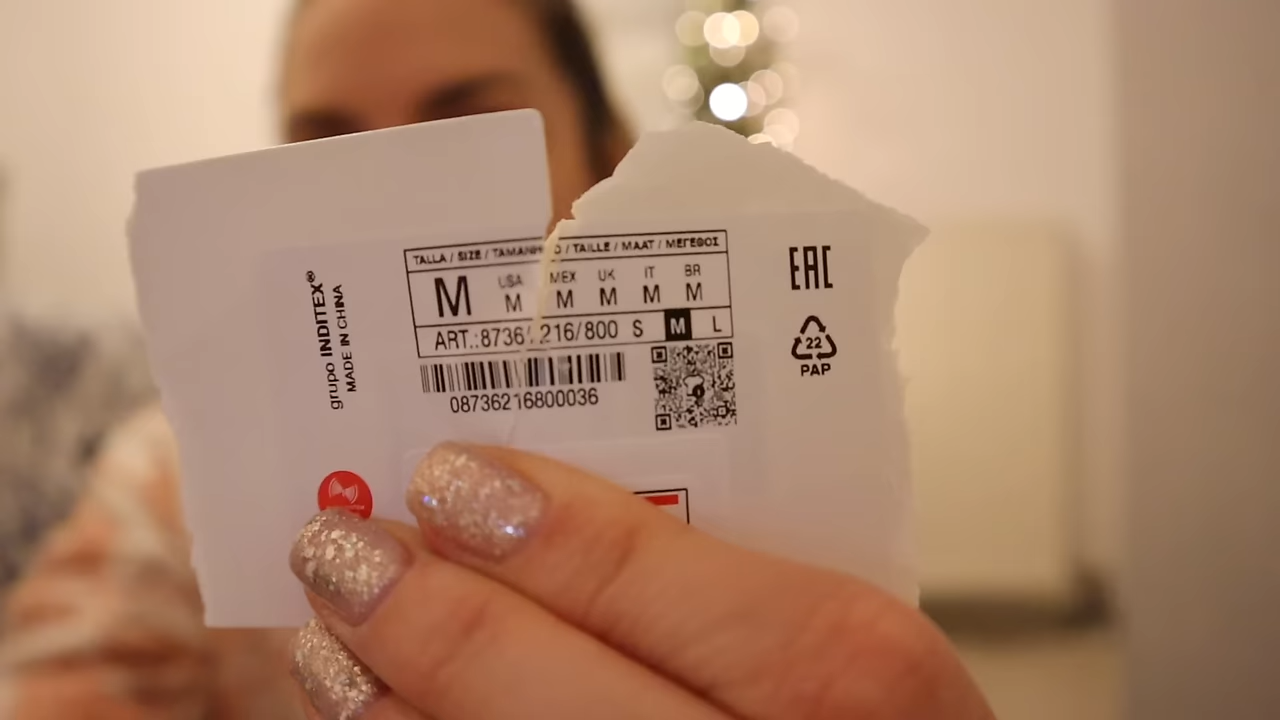 TALLA / SIZE / TAMANHO / TAILLE / MAAT / ΜΕΓΕΘΟΣ
USA MEX UK IT BR
M M M M M M
ART.:8736/216/800 S M L
08736216800036
grupo INDITEX®
MADE IN CHINA
EAC
22
PAP